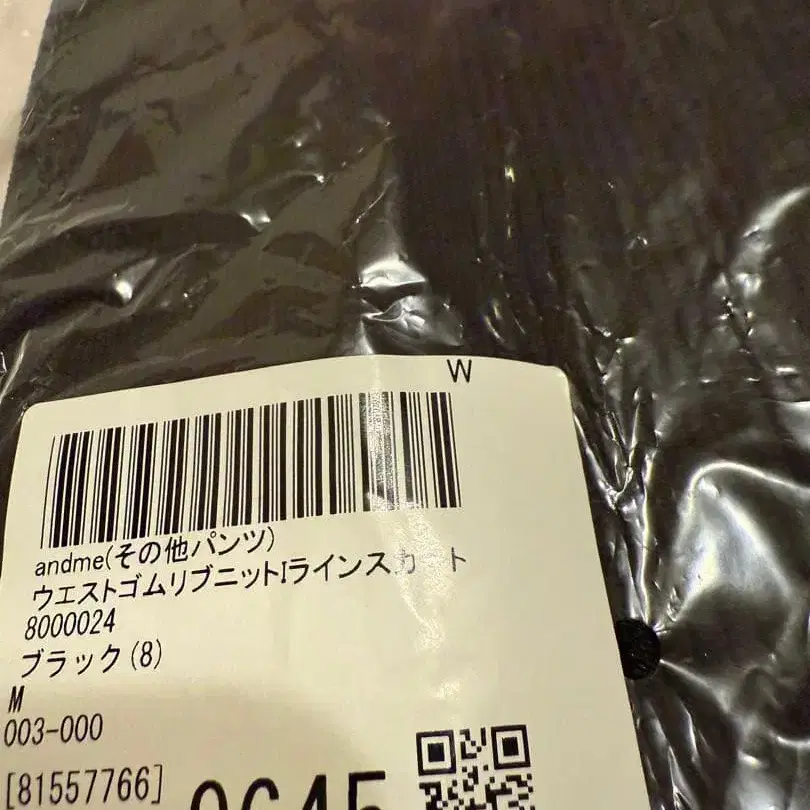 W
andme(その他パンツ)
ウエストゴムリブニットIラインスカート
8000024
ブラック(8)
M
003-000
[81557766]
9645